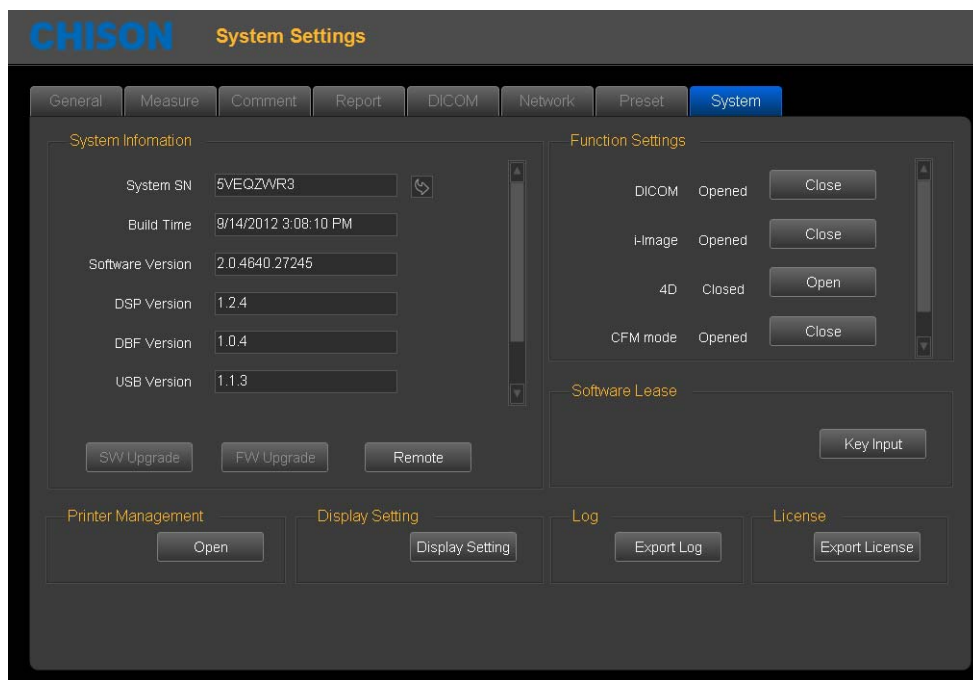 CHISON System Settings
General Measure Comment Report DICOM Network Preset System
System Infomation
System SN 5VEQZWR3
Build Time 9/14/2012 3:08:10 PM
Software Version 2.0.4640.27245
DSP Version 1.2.4
DBF Version 1.0.4
USB Version 1.1.3
SW Upgrade FW Upgrade Remote
Function Settings
DICOM Opened Close
i-Image Opened Close
4D Closed Open
CFM mode Opened Close
Software Lease
Key Input
Printer Management
Open
Display Setting
Display Setting
Log
Export Log
License
Export License